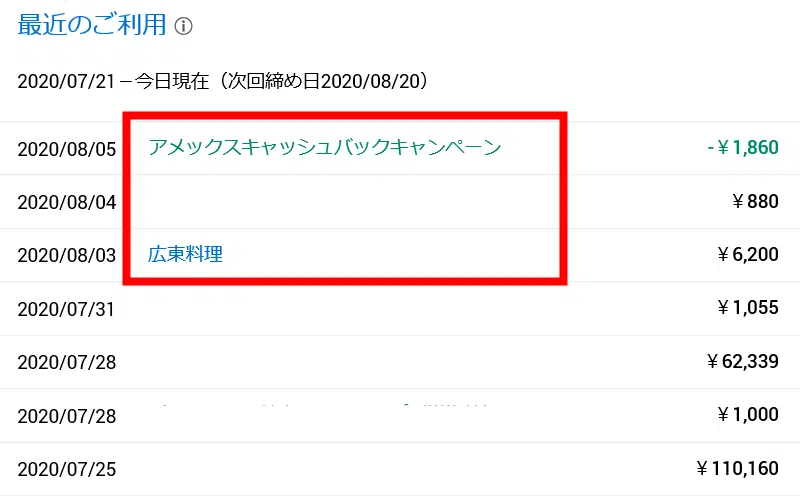 最近のご利用
2020/07/21－今日現在（次回締め日2020/08/20）
2020/08/05 アメックスキャッシュバックキャンペーン -￥1,860
2020/08/04 ￥880
2020/08/03 広東料理 ￥6,200
2020/07/31 ￥1,055
2020/07/28 ￥62,339
2020/07/28 ￥1,000
2020/07/25 ￥110,160